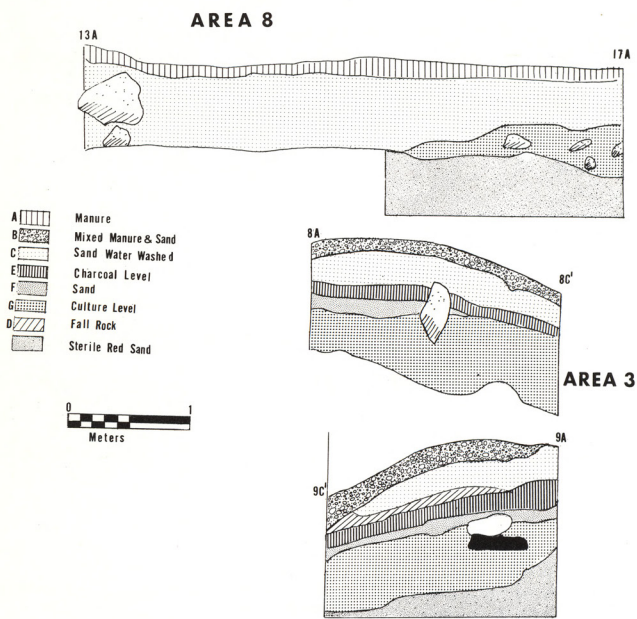 AREA 8
13A
17A
A Manure
B Mixed Manure & Sand
C Sand Water Washed
E Charcoal Level
F Sand
G Culture Level
D Fall Rock
Sterile Red Sand
8A
8C'
AREA 3
0 1
Meters
9A
9C'